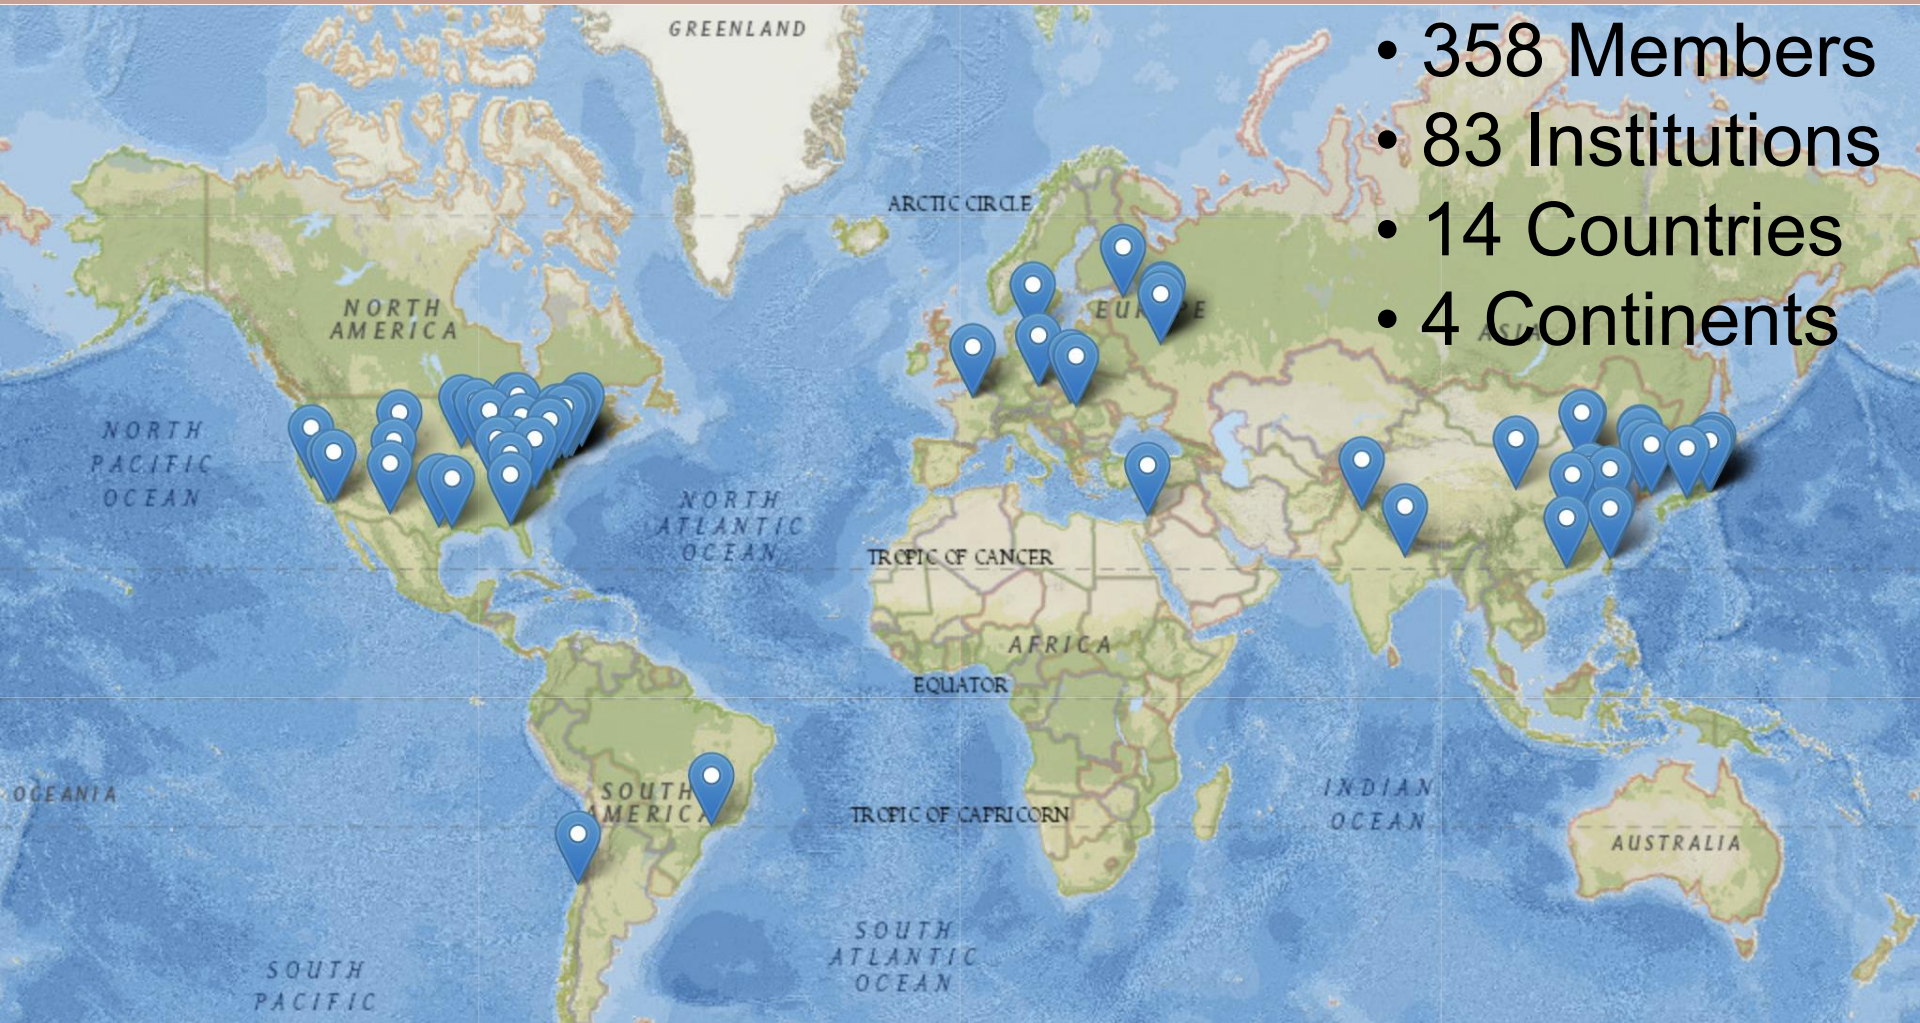 GREENLAND
• 358 Members
• 83 Institutions
ARCTIC CIRCLE
• 14 Countries
NORTH
AMERICA
EUROPE
• 4 Continents
ASIA
NORTH
PACIFIC
OCEAN
NORTH
ATLANTIC
OCEAN
TROPIC OF CANCER
AFRICA
EQUATOR
OCEANIA
SOUTH
AMERICA
TROPIC OF CAPRICORN
INDIAN
OCEAN
AUSTRALIA
SOUTH
ATLANTIC
OCEAN
SOUTH
PACIFIC